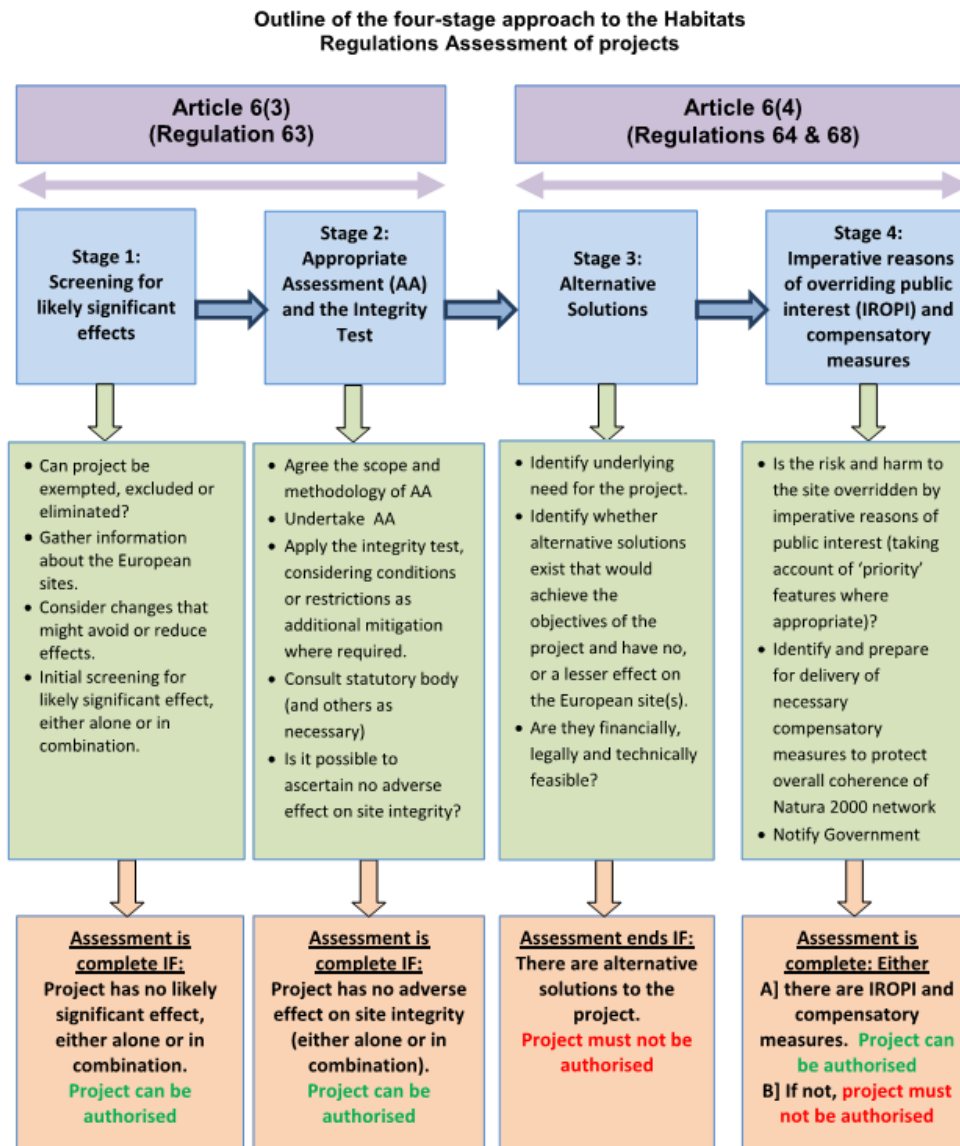 Outline of the four-stage approach to the Habitats
Regulations Assessment of projects
Article 6(3)
(Regulation 63)
Article 6(4)
(Regulations 64 & 68)
Stage 1:
Screening for
likely significant
effects
Stage 2:
Appropriate
Assessment (AA)
and the Integrity
Test
Stage 3:
Alternative
Solutions
Stage 4:
Imperative reasons
of overriding public
interest (IROPI) and
compensatory
measures
• Can project be
exempted, excluded or
eliminated?
• Gather information
about the European
sites.
• Consider changes that
might avoid or reduce
effects.
• Initial screening for
likely significant effect,
either alone or in
combination.
• Agree the scope and
methodology of AA
• Undertake AA
• Apply the integrity test,
considering conditions
or restrictions as
additional mitigation
where required.
• Consult statutory body
(and others as
necessary)
• Is it possible to
ascertain no adverse
effect on site integrity?
• Identify underlying
need for the project.
• Identify whether
alternative solutions
exist that would
achieve the
objectives of the
project and have no,
or a lesser effect on
the European site(s).
• Are they financially,
legally and technically
feasible?
• Is the risk and harm to
the site overridden by
imperative reasons of
public interest (taking
account of ‘priority’
features where
appropriate)?
• Identify and prepare
for delivery of
necessary
compensatory
measures to protect
overall coherence of
Natura 2000 network
• Notify Government
Assessment is
complete IF:
Project has no likely
significant effect,
either alone or in
combination.
Project can be
authorised
Assessment is
complete IF:
Project has no adverse
effect on site integrity
(either alone or in
combination).
Project can be
authorised
Assessment ends IF:
There are alternative
solutions to the
project.
Project must not be
authorised
Assessment is
complete: Either
A] there are IROPI and
compensatory
measures. Project can
be authorised
B] If not, project must
not be authorised